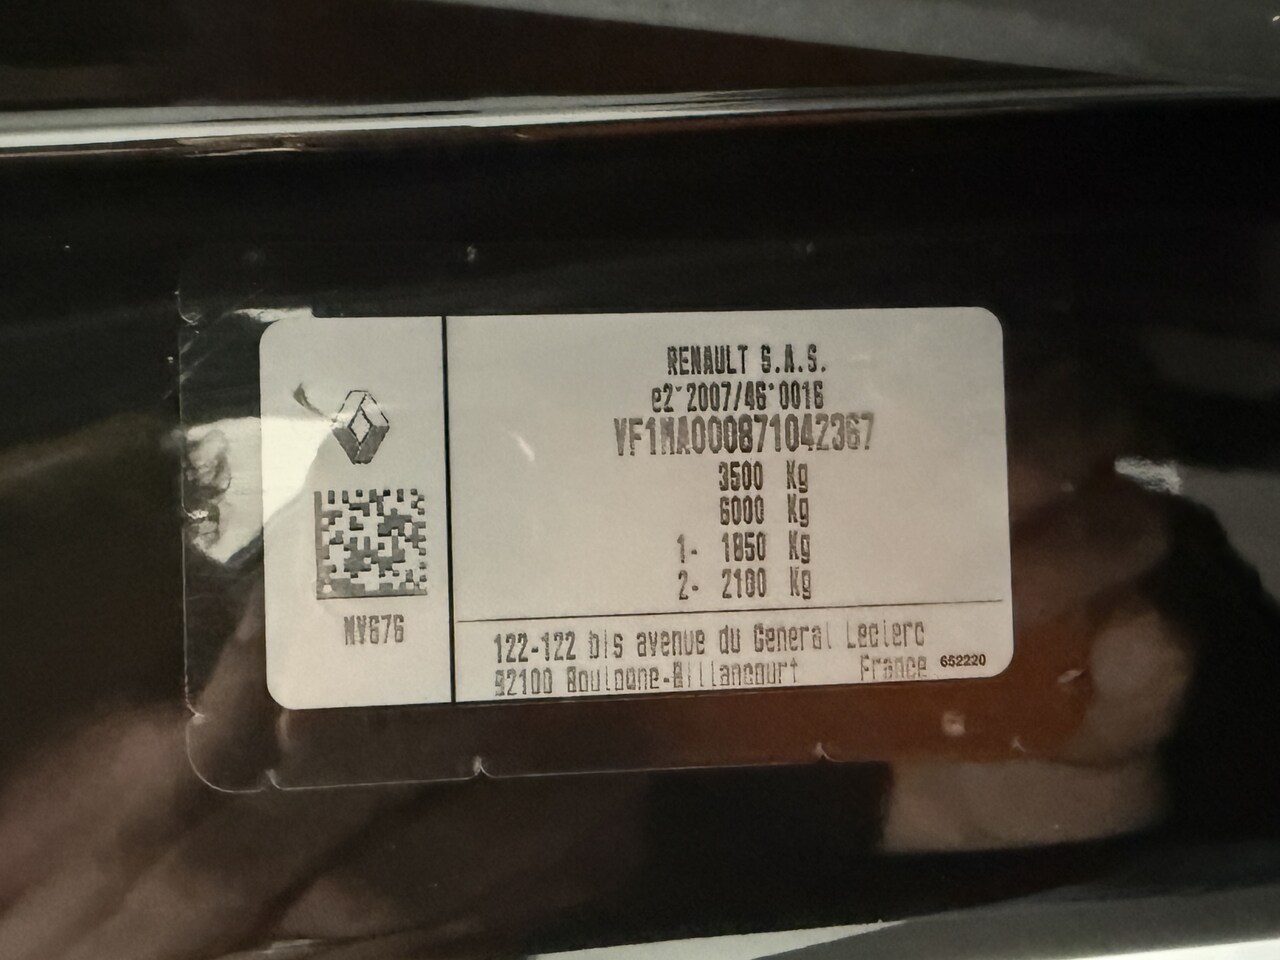 RENAULT S.A.S.
e2*2007/46*0016
VF1MA000871042367
3500 Kg
6000 Kg
1- 1850 Kg
2- 2100 Kg
NV676
122-122 bis avenue du General Leclerc
92100 Boulogne-Billancourt France 652220